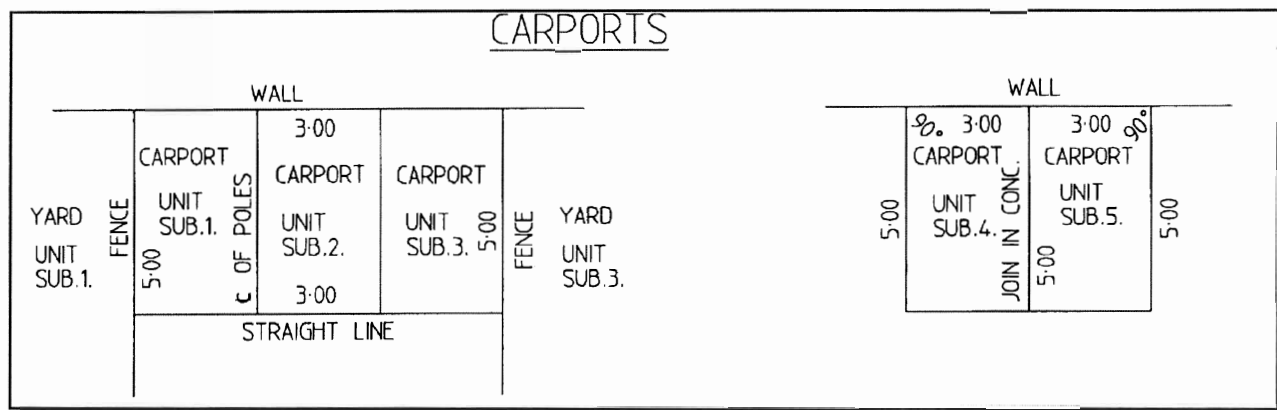 CARPORTS
WALL
3·00
CARPORT
UNIT
SUB.1.
C OF POLES
CARPORT
UNIT
SUB.2.
3·00
CARPORT
UNIT
SUB.3.
5·00
YARD
UNIT
SUB.1.
FENCE
5·00
FENCE
YARD
UNIT
SUB.3.
STRAIGHT LINE
WALL
90°
3·00
CARPORT
UNIT
SUB.4.
5·00
JOIN IN CONC.
3·00
90°
CARPORT
UNIT
SUB.5.
5·00
5·00